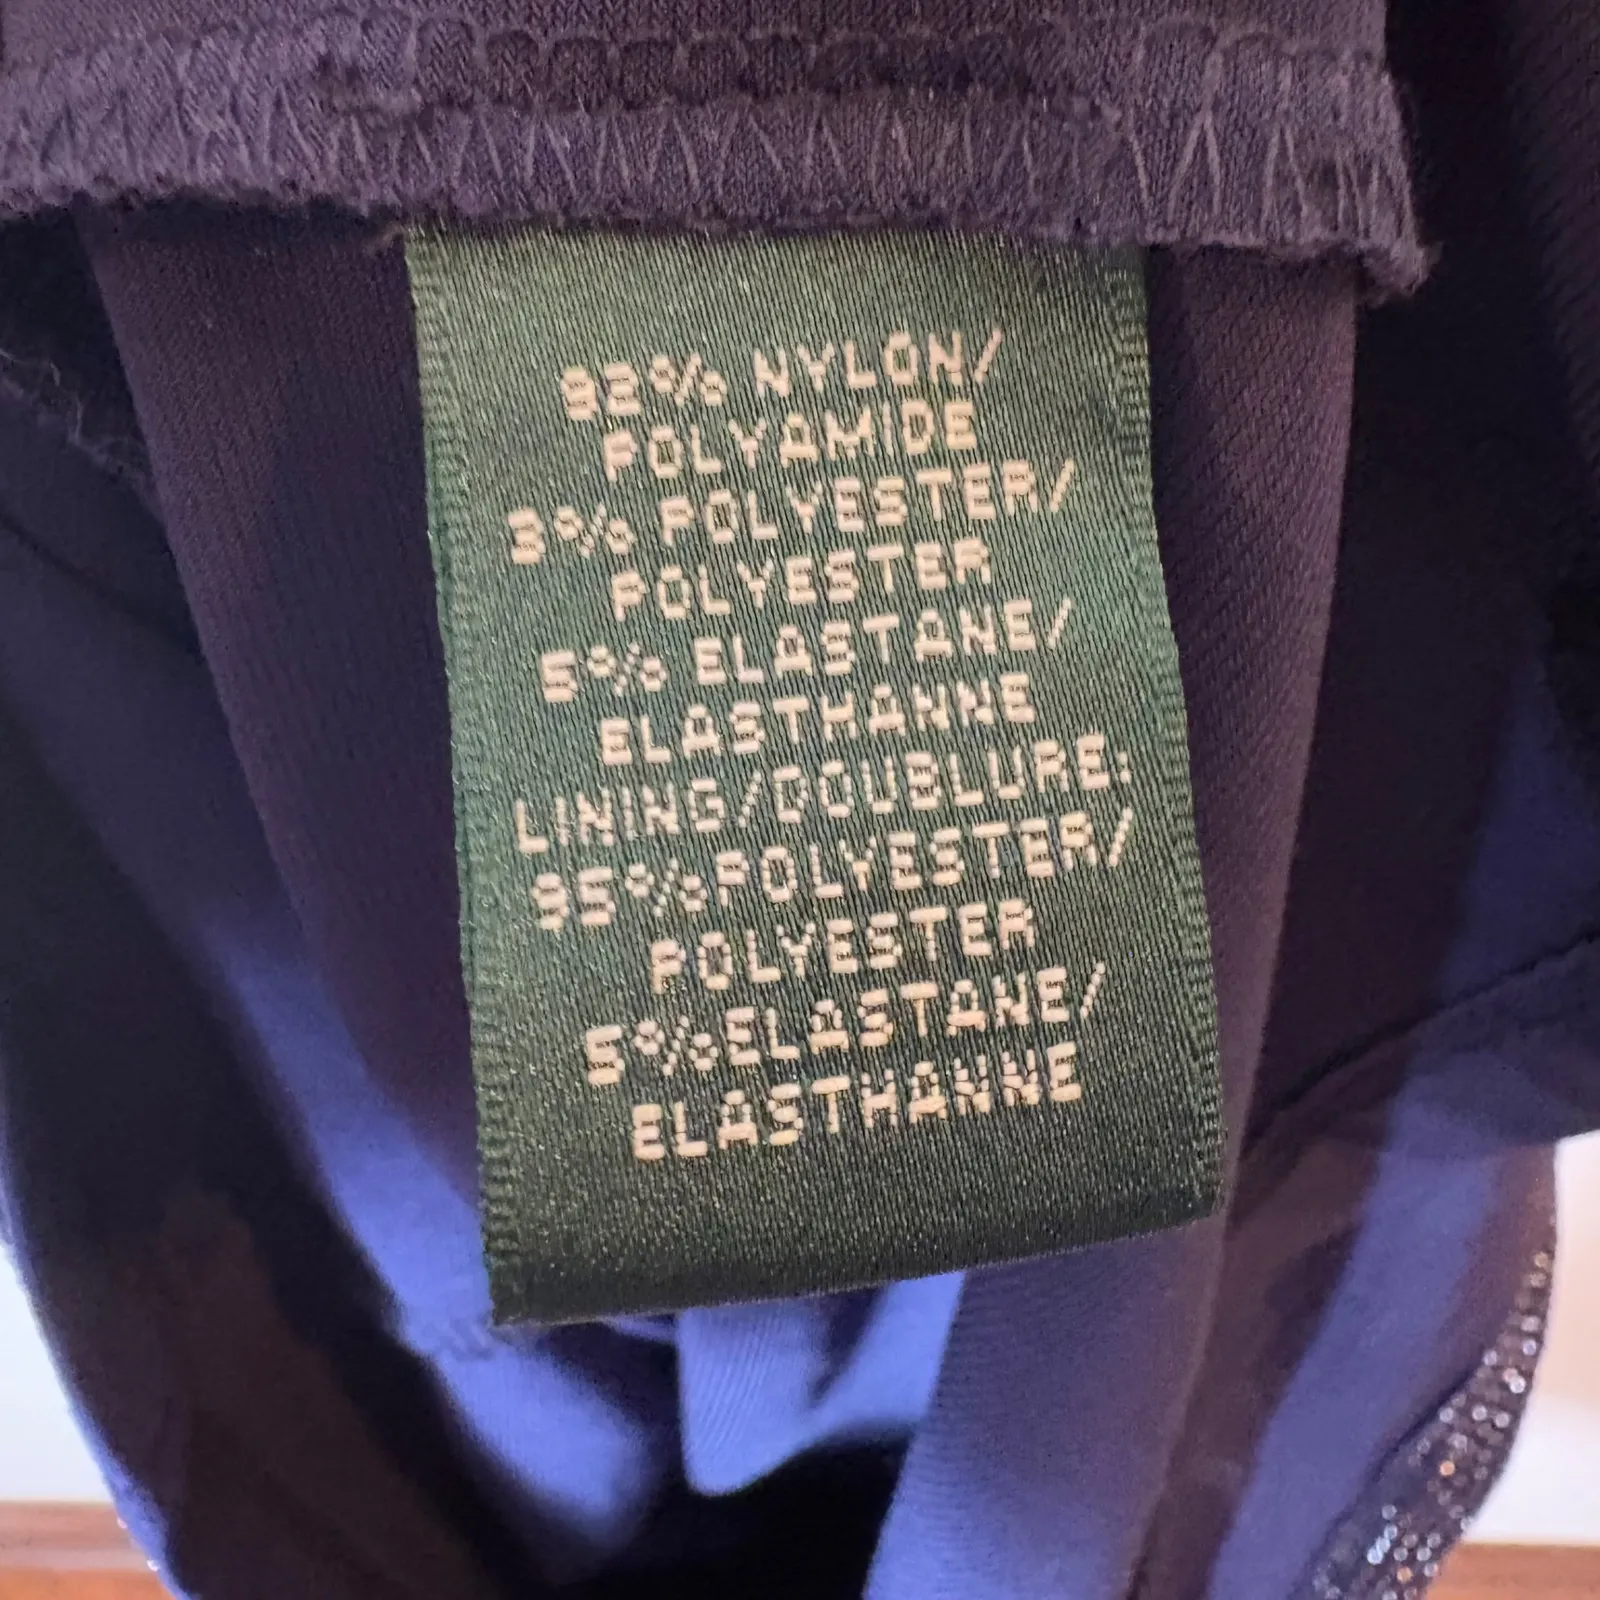 92% NYLON/
POLYAMIDE
3% POLYESTER/
POLYESTER
5% ELASTANE/
ELASTHANNE
LINING/DOUBLURE:
95%POLYESTER/
POLYESTER
5%ELASTANE/
ELASTHANNE